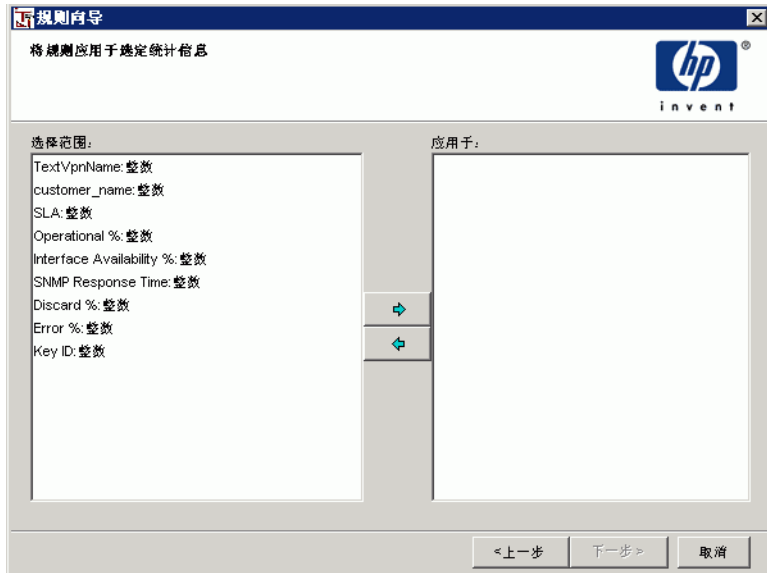 规则向导
将规则应用于选定统计信息
hp
®
invent
选择范围:
应用于:
TextVpnName:整数
customer_name:整数
SLA:整数
Operational %:整数
Interface Availability %:整数
SNMP Response Time:整数
Discard %:整数
Error %:整数
Key ID:整数
<上一步
下一步>
取消